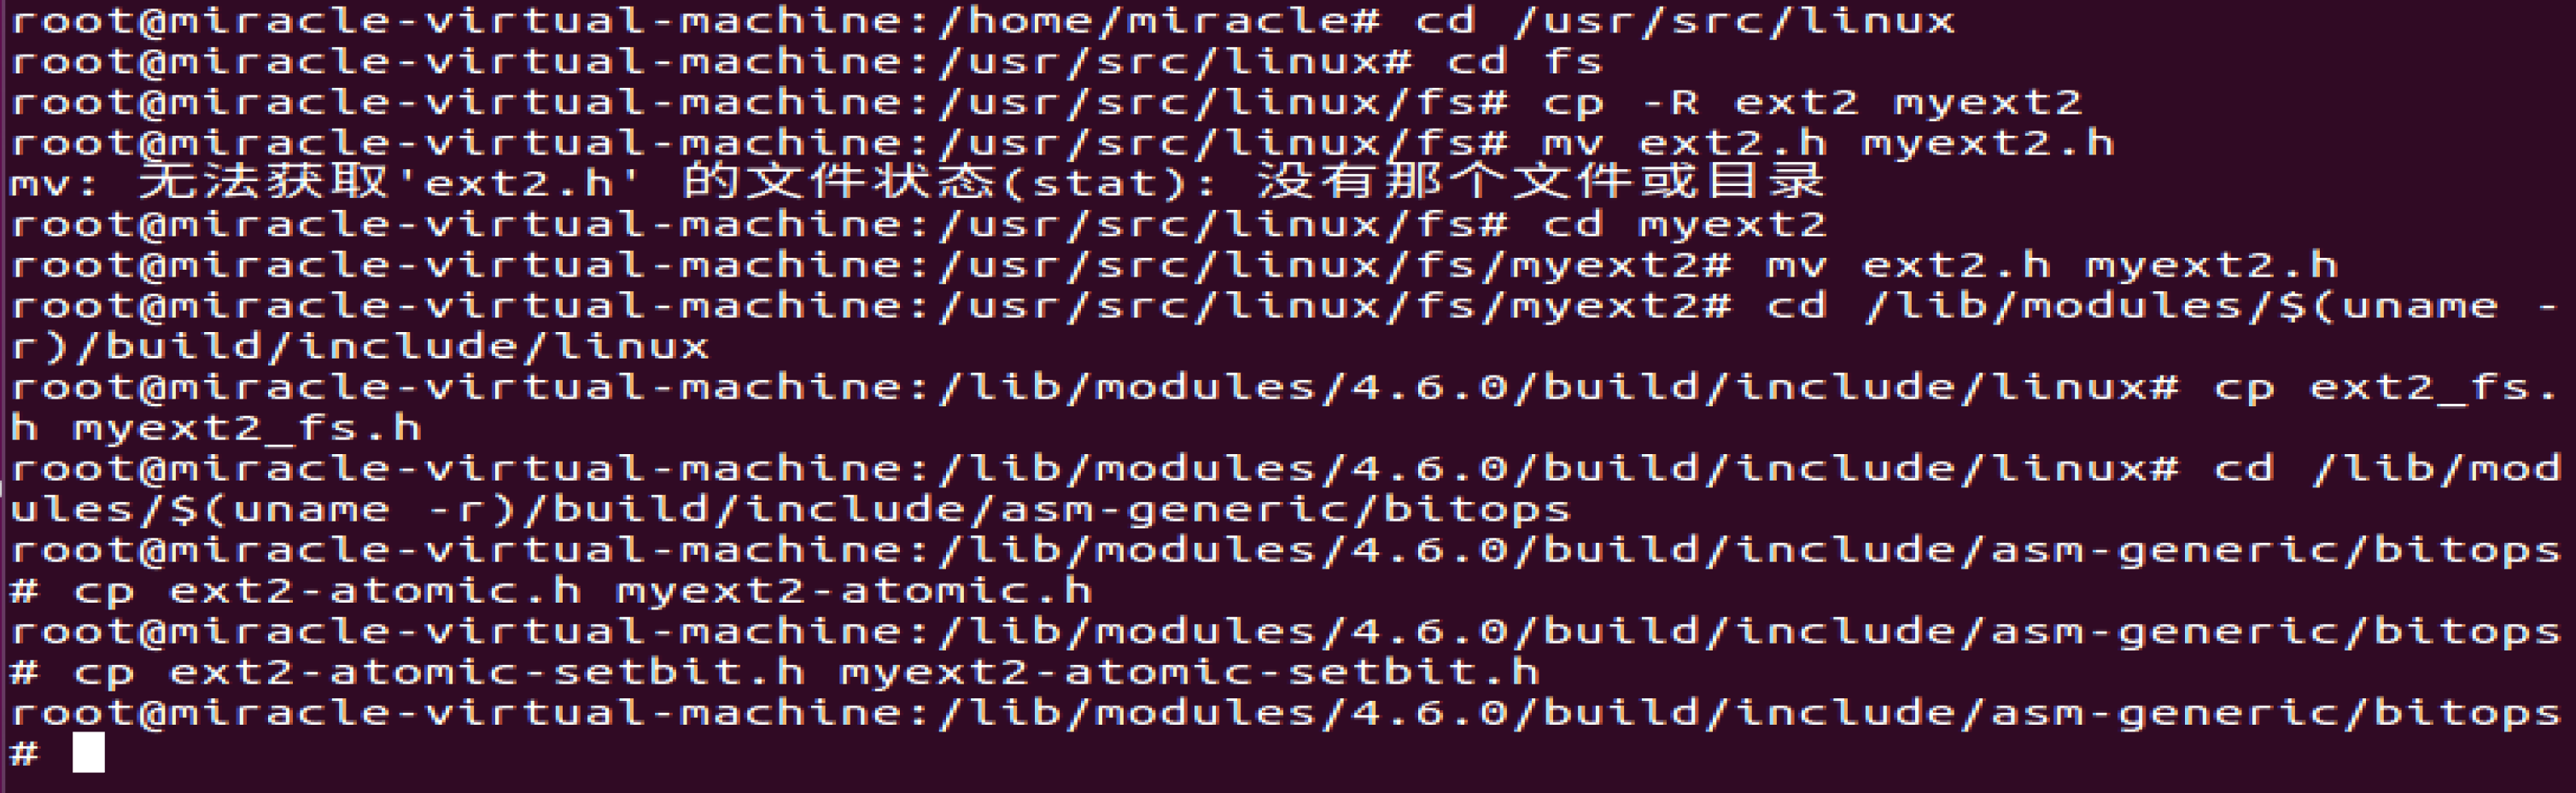 root@miracle-virtual-machine:/home/miracle# cd /usr/src/linux
root@miracle-virtual-machine:/usr/src/linux# cd fs
root@miracle-virtual-machine:/usr/src/linux/fs# cp -R ext2 myext2
root@miracle-virtual-machine:/usr/src/linux/fs# mv ext2.h myext2.h
mv: 无法获取'ext2.h' 的文件状态(stat): 没有那个文件或目录
root@miracle-virtual-machine:/usr/src/linux/fs# cd myext2
root@miracle-virtual-machine:/usr/src/linux/fs/myext2# mv ext2.h myext2.h
root@miracle-virtual-machine:/usr/src/linux/fs/myext2# cd /lib/modules/$(uname -
r)/build/include/linux
root@miracle-virtual-machine:/lib/modules/4.6.0/build/include/linux# cp ext2_fs.
h myext2_fs.h
root@miracle-virtual-machine:/lib/modules/4.6.0/build/include/linux# cd /lib/mod
ules/$(uname -r)/build/include/asm-generic/bitops
root@miracle-virtual-machine:/lib/modules/4.6.0/build/include/asm-generic/bitops
# cp ext2-atomic.h myext2-atomic.h
root@miracle-virtual-machine:/lib/modules/4.6.0/build/include/asm-generic/bitops
# cp ext2-atomic-setbit.h myext2-atomic-setbit.h
root@miracle-virtual-machine:/lib/modules/4.6.0/build/include/asm-generic/bitops
#